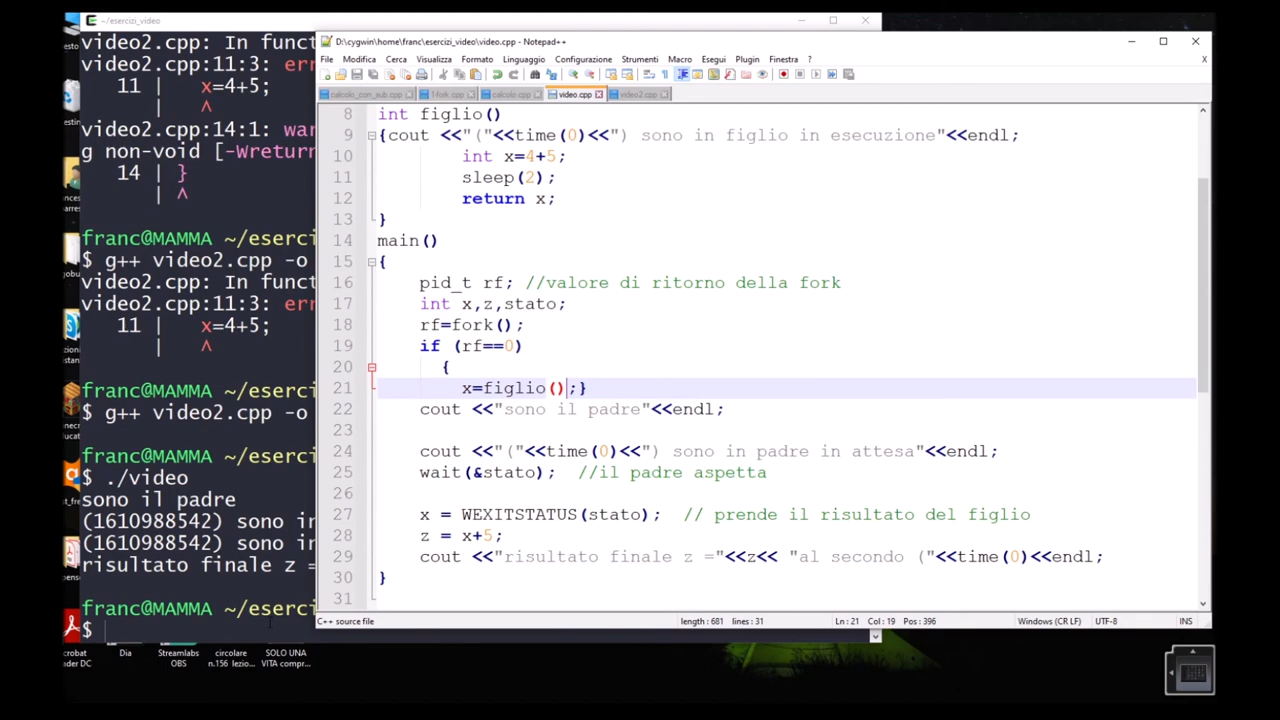 ~/esercizi_video
video2.cpp: In funct
video2.cpp:11:3: err
11 | x=4+5;
| ^
video2.cpp:14:1: war
g non-void [-Wreturn
14 | }
| ^
franc@MAMMA ~/eserci
$ g++ video2.cpp -o
video2.cpp: In funct
video2.cpp:11:3: err
11 | x=4+5;
| ^
franc@MAMMA ~/eserci
$ g++ video2.cpp -o
franc@MAMMA ~/eserci
$ ./video
sono il padre
(1610988542) sono in
(1610988542) sono in
risultato finale z =
franc@MAMMA ~/eserci
$
D:\cygwin\home\franc\esercizi_video\video.cpp - Notepad++
File Modifica Cerca Visualizza Formato Linguaggio Configurazione Strumenti Macro Esegui Plugin Finestra ?
X
calcolo_con_sub.cpp 1fork.cpp calcolo.cpp video.cpp video2.cpp
8 int figlio()
9 {cout <<"("<<time(0)<<") sono in figlio in esecuzione"<<endl;
10 int x=4+5;
11 sleep(2);
12 return x;
13 }
14 main()
15 {
16 pid_t rf; //valore di ritorno della fork
17 int x,z,stato;
18 rf=fork();
19 if (rf==0)
20 {
21 x=figlio();}
22 cout <<"sono il padre"<<endl;
23
24 cout <<"("<<time(0)<<") sono in padre in attesa"<<endl;
25 wait(&stato); //il padre aspetta
26
27 x = WEXITSTATUS(stato); // prende il risultato del figlio
28 z = x+5;
29 cout <<"risultato finale z ="<<z<< "al secondo ("<<time(0)<<endl;
30 }
31
C++ source file length : 681 lines : 31 Ln : 21 Col : 19 Pos : 396 Windows (CR LF) UTF-8 INS
crobat
ader DC
Dia
Streamlabs
OBS
circolare
n.156 lezio...
SOLO UNA
VITA compr...